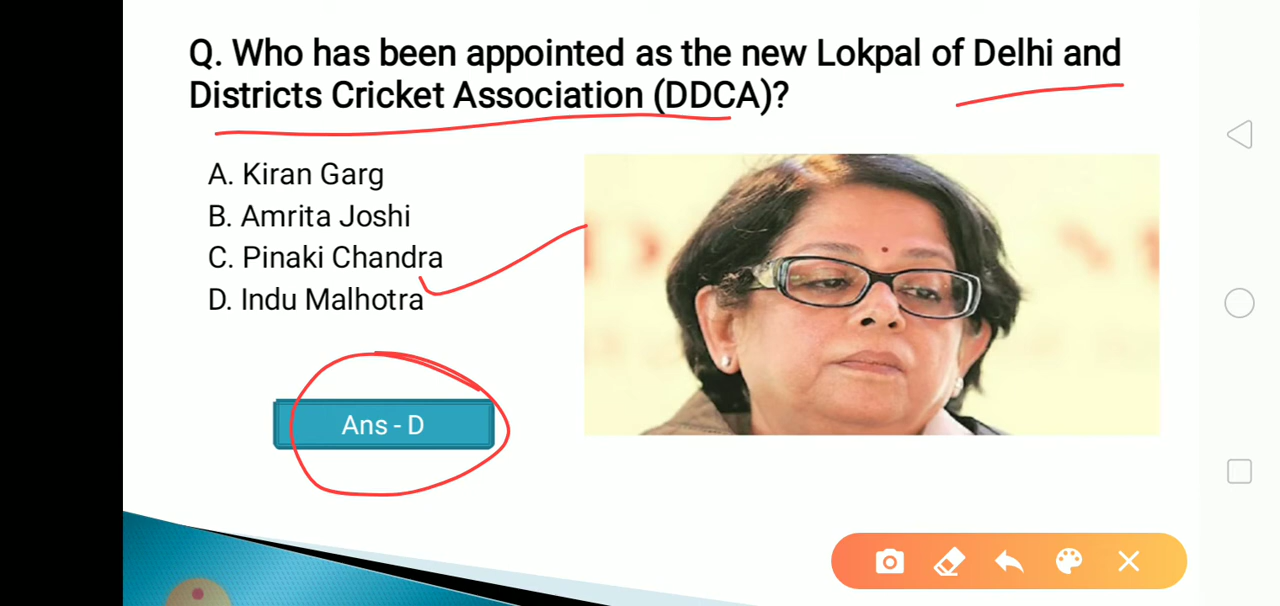 Q. Who has been appointed as the new Lokpal of Delhi and
Districts Cricket Association (DDCA)?
A. Kiran Garg
B. Amrita Joshi
C. Pinaki Chandra
D. Indu Malhotra
Ans - D